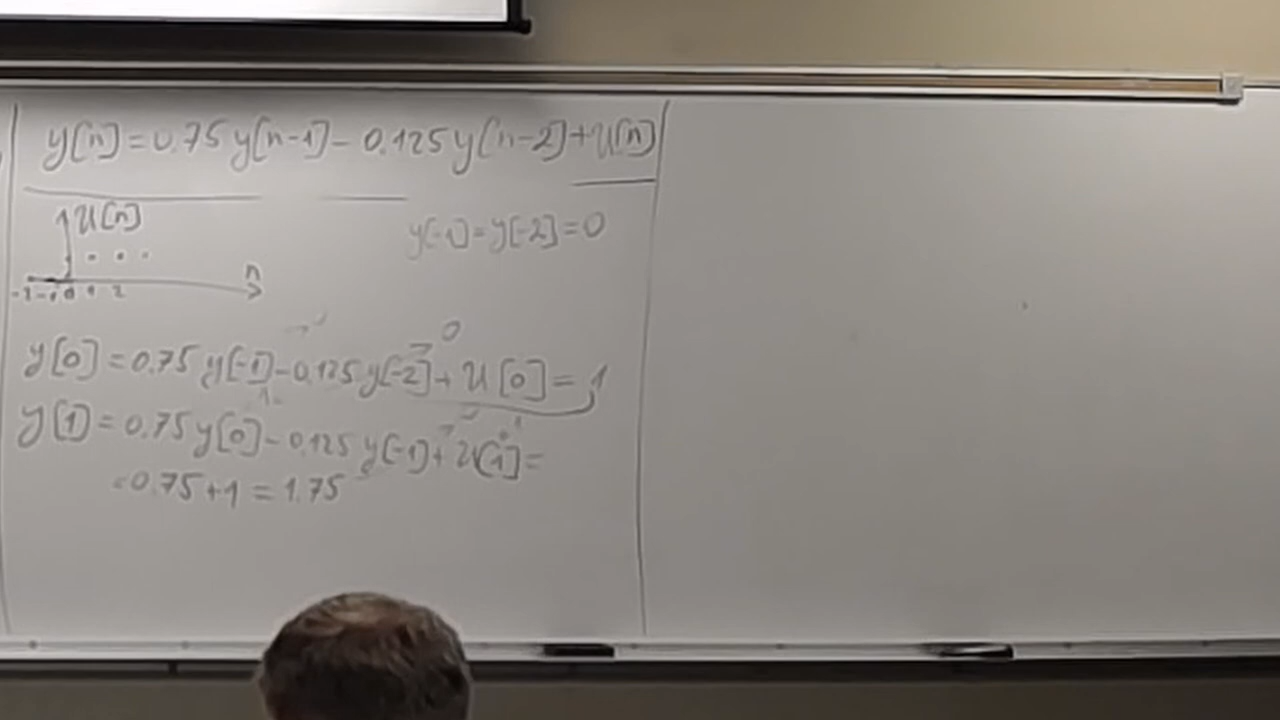 y[n] = 0.75 y[n-1] - 0.125 y[n-2] + u[n]
u[n]
y[-1] = y[-2] = 0
n
-2 -1 0 1 2
0
y[0] = 0.75 y[-1] - 0.125 y[-2] + u[0] = 1
y[1] = 0.75 y[0] - 0.125 y[-1] + u[1] =
= 0.75 + 1 = 1.75